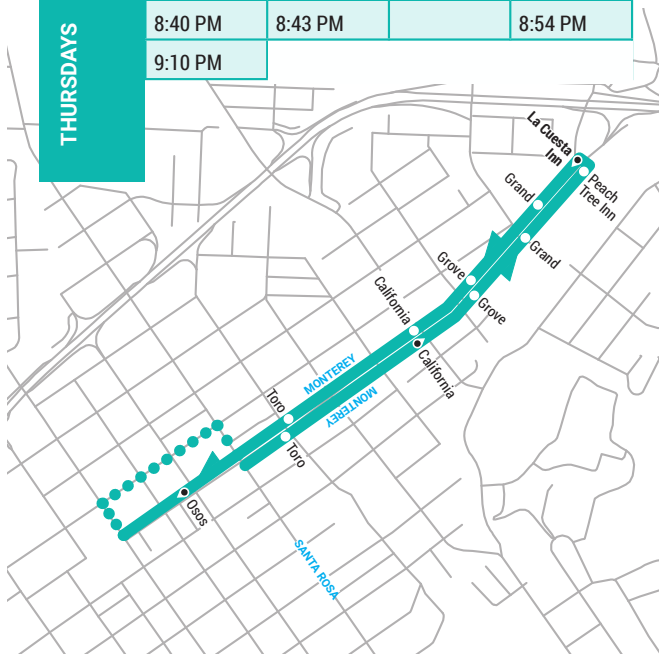 THURSDAYS
8:40 PM 8:43 PM 8:54 PM
9:10 PM
La Cuesta
Inn
Peach
Tree Inn
Grand
Grand
Grove
Grove
California
California
MONTEREY
MONTEREY
Toro
Toro
Osos
SANTA ROSA